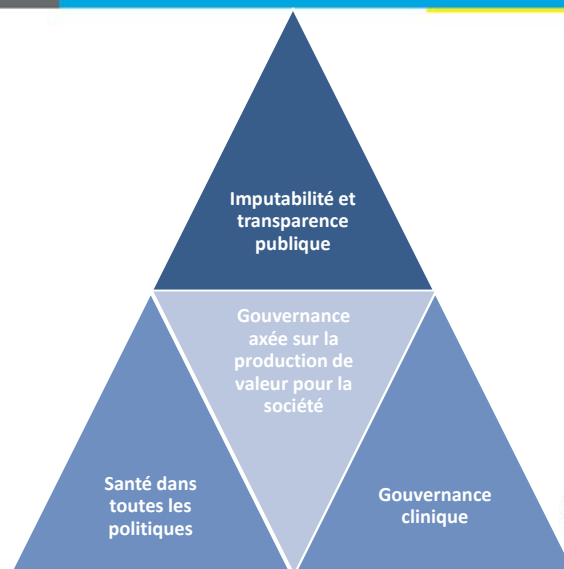 Imputabilité et
transparence
publique
Gouvernance
axée sur la
production de
valeur pour la
société
Santé dans
toutes les
politiques
Gouvernance
clinique